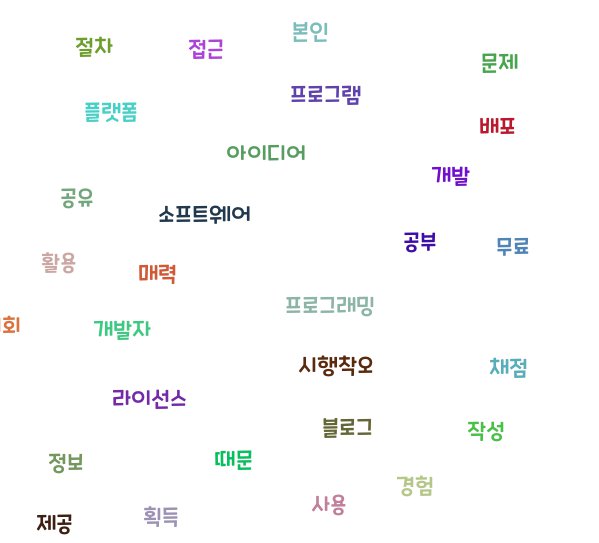 본인
절차
접근
문제
프로그램
플랫폼
배포
아이디어
개발
공유
소프트웨어
공부
무료
활용
매력
프로그래밍
회
개발자
시행착오
채점
라이선스
블로그
작성
정보
때문
경험
사용
제공
획득